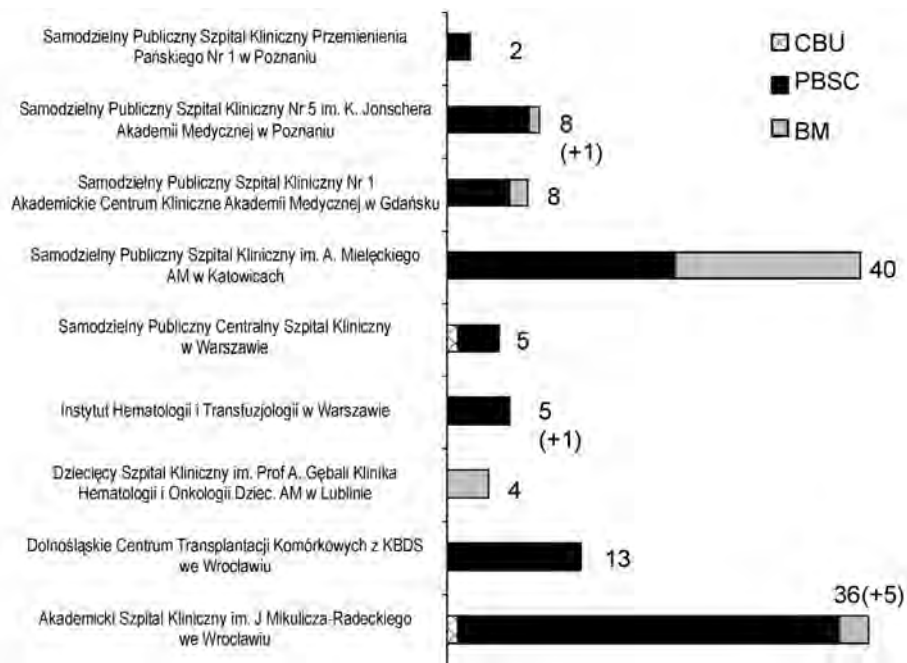 Samodzielny Publiczny Szpital Kliniczny Przemienienia
Pańskiego Nr 1 w Poznaniu
2
CBU
PBSC
BM
Samodzielny Publiczny Szpital Kliniczny Nr 5 im. K. Jonschera
Akademii Medycznej w Poznaniu
8
(+1)
Samodzielny Publiczny Szpital Kliniczny Nr 1
Akademickie Centrum Kliniczne Akademii Medycznej w Gdańsku
8
Samodzielny Publiczny Szpital Kliniczny im. A. Mielęckiego
AM w Katowicach
40
Samodzielny Publiczny Centralny Szpital Kliniczny
w Warszawie
5
Instytut Hematologii i Transfuzjologii w Warszawie
5
(+1)
Dziecięcy Szpital Kliniczny im. Prof A. Gębali Klinika
Hematologii i Onkologii Dziec. AM w Lublinie
4
Dolnośląskie Centrum Transplantacji Komórkowych z KBDS
we Wrocławiu
13
Akademicki Szpital Kliniczny im. J Mikulicza-Radeckiego
we Wrocławiu
36(+5)